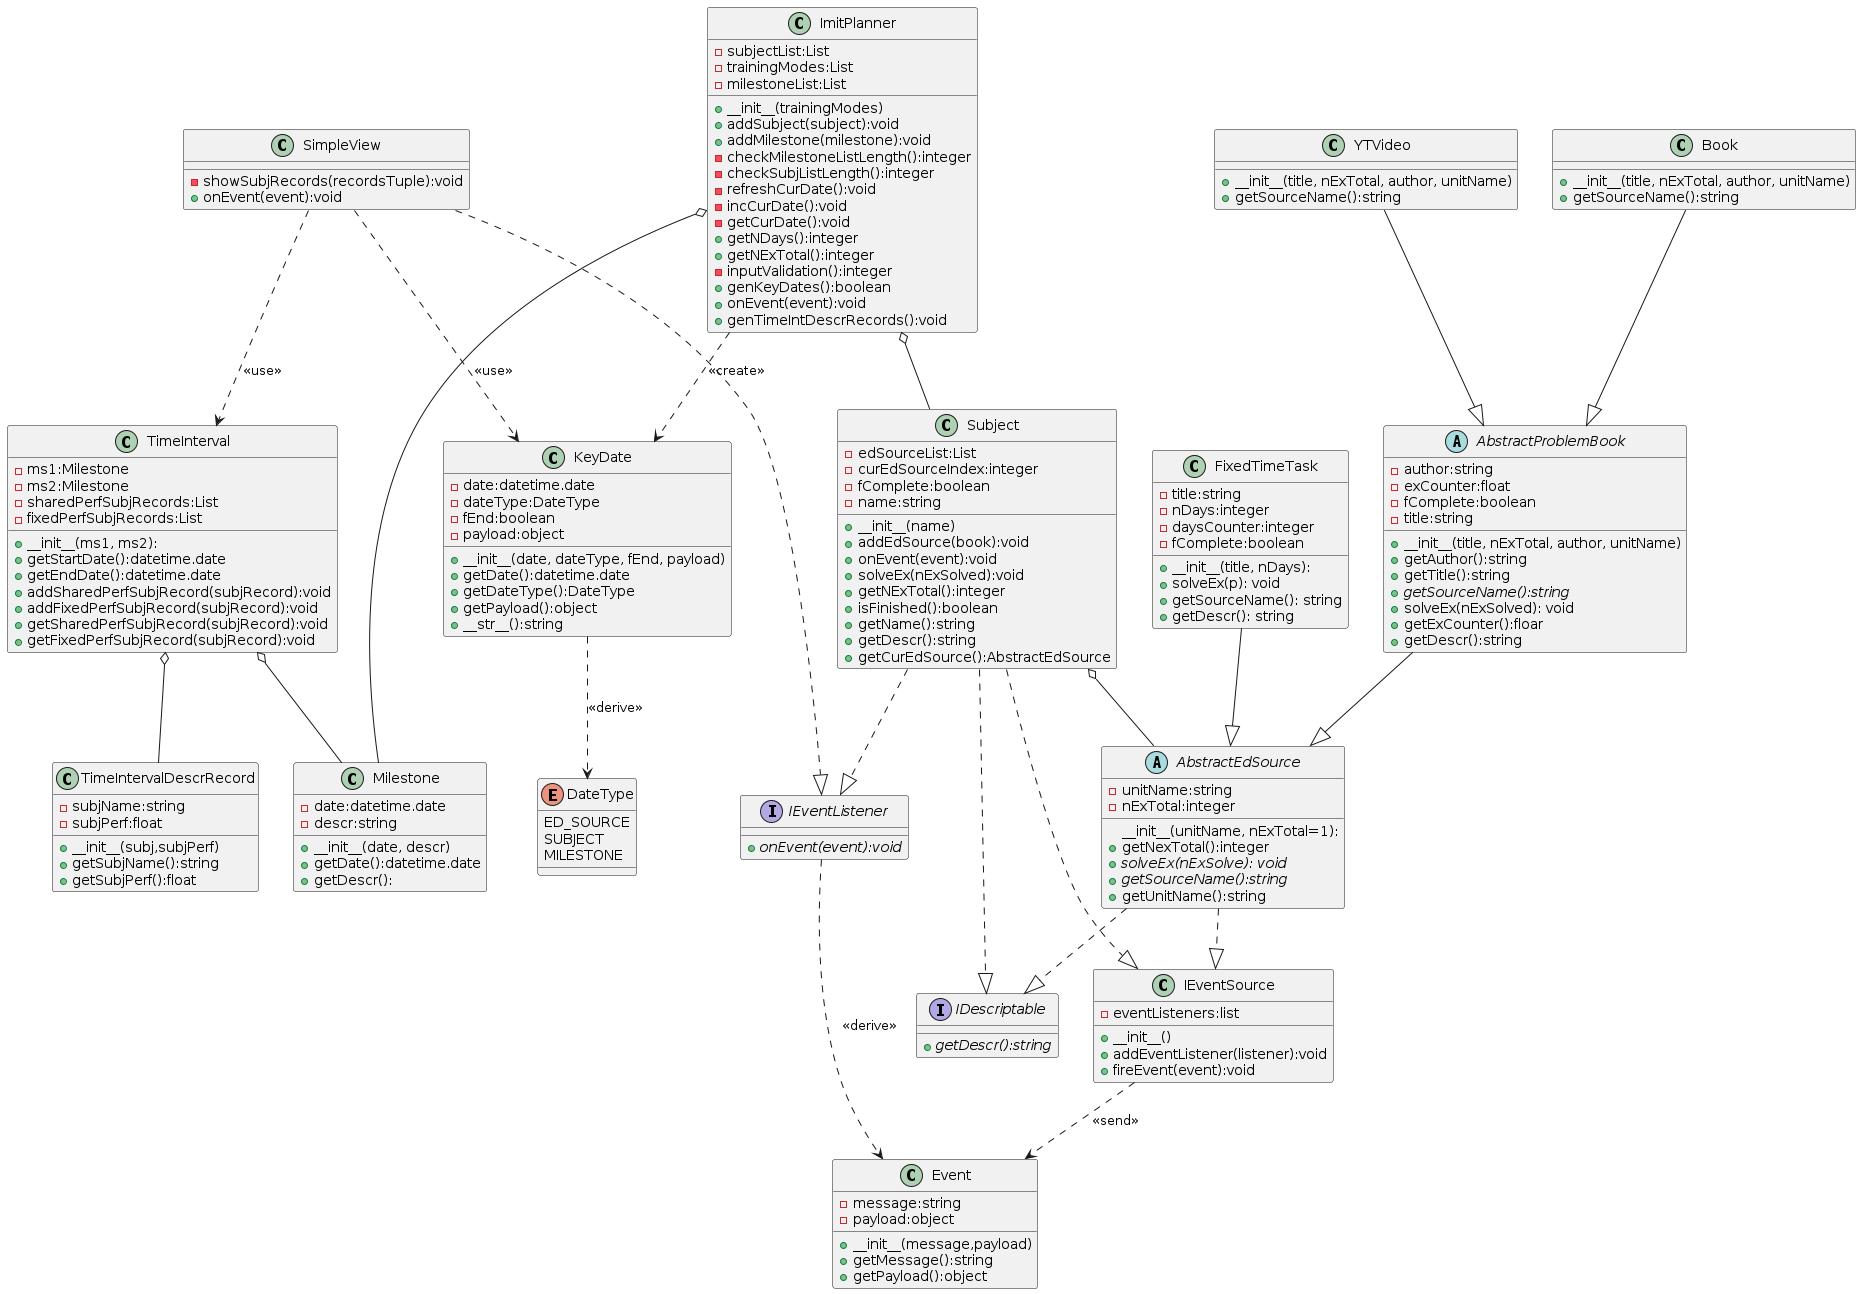 C ImitPlanner
subjectList:List
trainingModes:List
milestoneList:List
__init__(trainingModes)
addSubject(subject):void
addMilestone(milestone):void
checkMilestoneListLength():integer
checkSubjListLength():integer
refreshCurDate():void
incCurDate():void
getCurDate():void
getNDays():integer
getNExTotal():integer
inputValidation():integer
genKeyDates():boolean
onEvent(event):void
genTimeIntDescrRecords():void
C SimpleView
showSubjRecords(recordsTuple):void
onEvent(event):void
C YTVideo
__init__(title, nExTotal, author, unitName)
getSourceName():string
C Book
__init__(title, nExTotal, author, unitName)
getSourceName():string
«use»
«use»
«create»
C TimeInterval
ms1:Milestone
ms2:Milestone
sharedPerfSubjRecords:List
fixedPerfSubjRecords:List
__init__(ms1, ms2):
getStartDate():datetime.date
getEndDate():datetime.date
addSharedPerfSubjRecord(subjRecord):void
addFixedPerfSubjRecord(subjRecord):void
getSharedPerfSubjRecord(subjRecord):void
getFixedPerfSubjRecord(subjRecord):void
C KeyDate
date:datetime.date
dateType:DateType
fEnd:boolean
payload:object
__init__(date, dateType, fEnd, payload)
getDate():datetime.date
getDateType():DateType
getPayload():object
__str__():string
C Subject
edSourceList:List
curEdSourceIndex:integer
fComplete:boolean
name:string
__init__(name)
addEdSource(book):void
onEvent(event):void
solveEx(nExSolved):void
getNExTotal():integer
isFinished():boolean
getName():string
getDescr():string
getCurEdSource():AbstractEdSource
C FixedTimeTask
title:string
nDays:integer
daysCounter:integer
fComplete:boolean
__init__(title, nDays):
solveEx(p): void
getSourceName(): string
getDescr(): string
A AbstractProblemBook
author:string
exCounter:float
fComplete:boolean
title:string
__init__(title, nExTotal, author, unitName)
getAuthor():string
getTitle():string
getSourceName():string
solveEx(nExSolved): void
getExCounter():floar
getDescr():string
«derive»
C TimeIntervalDescrRecord
subjName:string
subjPerf:float
__init__(subj,subjPerf)
getSubjName():string
getSubjPerf():float
C Milestone
date:datetime.date
descr:string
__init__(date, descr)
getDate():datetime.date
getDescr():
E DateType
ED_SOURCE
SUBJECT
MILESTONE
I IEventListener
onEvent(event):void
A AbstractEdSource
unitName:string
nExTotal:integer
__init__(unitName, nExTotal=1):
getNexTotal():integer
solveEx(nExSolve): void
getSourceName():string
getUnitName():string
«derive»
I IDescriptable
getDescr():string
C IEventSource
eventListeners:list
__init__()
addEventListener(listener):void
fireEvent(event):void
«send»
C Event
message:string
payload:object
__init__(message,payload)
getMessage():string
getPayload():object